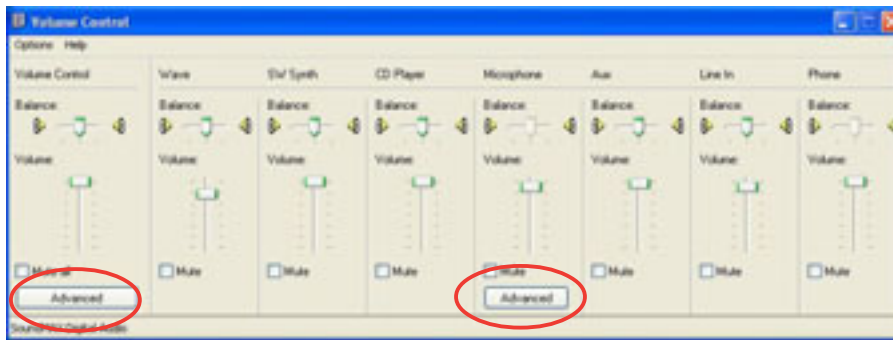 Volume Control
Options Help
Volume Control Wave SW Synth CD Player Microphone Aux Line In Phone
Balance: Balance: Balance: Balance: Balance: Balance: Balance: Balance:
Volume: Volume: Volume: Volume: Volume: Volume: Volume: Volume:
Mute all Mute Mute Mute Mute Mute Mute Mute
Advanced Advanced
Digital Audio